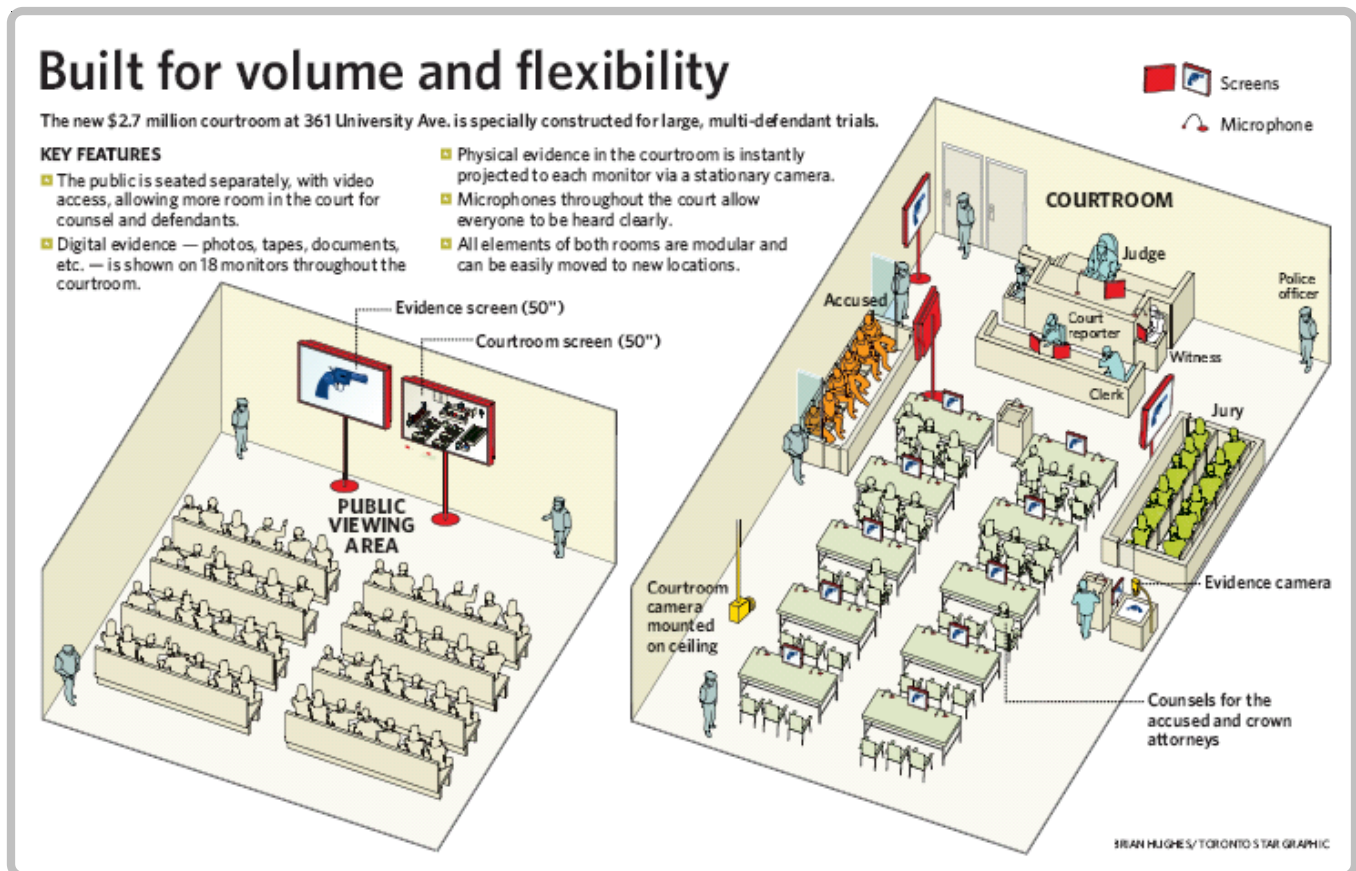 Built for volume and flexibility
The new $2.7 million courtroom at 361 University Ave. is specially constructed for large, multi-defendant trials.
KEY FEATURES
The public is seated separately, with video
access, allowing more room in the court for
counsel and defendants.
Digital evidence — photos, tapes, documents,
etc. — is shown on 18 monitors throughout the
courtroom.
Physical evidence in the courtroom is instantly
projected to each monitor via a stationary camera.
Microphones throughout the court allow
everyone to be heard clearly.
All elements of both rooms are modular and
can be easily moved to new locations.
Screens
Microphone
Evidence screen (50")
Courtroom screen (50")
PUBLIC
VIEWING
AREA
COURTROOM
Judge
Police
officer
Accused
Court
reporter
Witness
Clerk
Jury
Courtroom
camera
mounted
on ceiling
Evidence camera
Counsels for the
accused and crown
attorneys
BRIAN HUGHES/TORONTO STAR GRAPHIC